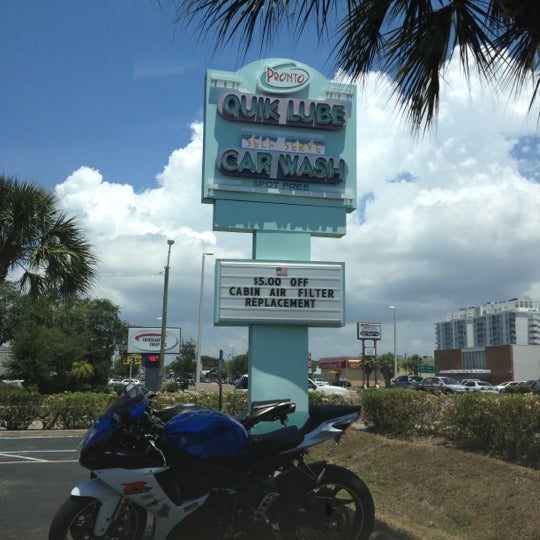 PRONTO
QUIK LUBE
SELF SERVE
CAR WASH
SPOT FREE
$5.00 OFF
CABIN AIR FILTER
REPLACEMENT
R